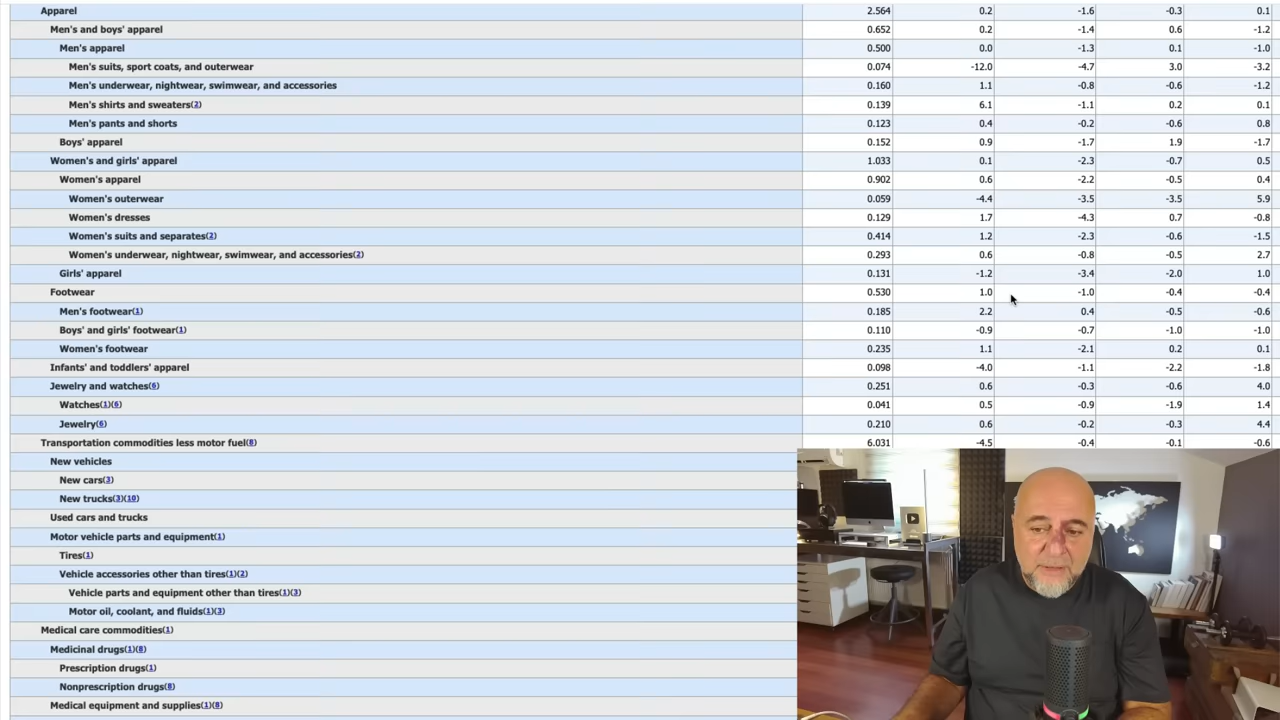 Apparel 2.564 0.2 -1.6 -0.3 0.1
Men's and boys' apparel 0.652 0.2 -1.4 0.6 -1.2
Men's apparel 0.500 0.0 -1.3 0.1 -1.0
Men's suits, sport coats, and outerwear 0.074 -12.0 -4.7 3.0 -3.2
Men's underwear, nightwear, swimwear, and accessories 0.160 1.1 -0.8 -0.6 -1.2
Men's shirts and sweaters(2) 0.139 6.1 -1.1 0.2 0.1
Men's pants and shorts 0.123 0.4 -0.2 -0.6 0.8
Boys' apparel 0.152 0.9 -1.7 1.9 -1.7
Women's and girls' apparel 1.033 0.1 -2.3 -0.7 0.5
Women's apparel 0.902 0.6 -2.2 -0.5 0.4
Women's outerwear 0.059 -4.4 -3.5 -3.5 5.9
Women's dresses 0.129 1.7 -4.3 0.7 -0.8
Women's suits and separates(2) 0.414 1.2 -2.3 -0.6 -1.5
Women's underwear, nightwear, swimwear, and accessories(2) 0.293 0.6 -0.8 -0.5 2.7
Girls' apparel 0.131 -1.2 -3.4 -2.0 1.0
Footwear 0.530 1.0 -1.0 -0.4 -0.4
Men's footwear(1) 0.185 2.2 0.4 -0.5 -0.6
Boys' and girls' footwear(1) 0.110 -0.9 -0.7 -1.0 -1.0
Women's footwear 0.235 1.1 -2.1 0.2 0.1
Infants' and toddlers' apparel 0.098 -4.0 -1.1 -2.2 -1.8
Jewelry and watches(6) 0.251 0.6 -0.3 -0.6 4.0
Watches(1)(6) 0.041 0.5 -0.9 -1.9 1.4
Jewelry(6) 0.210 0.6 -0.2 -0.3 4.4
Transportation commodities less motor fuel(8) 6.031 -4.5 -0.4 -0.1 -0.6
New vehicles
New cars(3)
New trucks(3)(10)
Used cars and trucks
Motor vehicle parts and equipment(1)
Tires(1)
Vehicle accessories other than tires(1)(2)
Vehicle parts and equipment other than tires(1)(3)
Motor oil, coolant, and fluids(1)(3)
Medical care commodities(1)
Medicinal drugs(1)(8)
Prescription drugs(1)
Nonprescription drugs(8)
Medical equipment and supplies(1)(8)